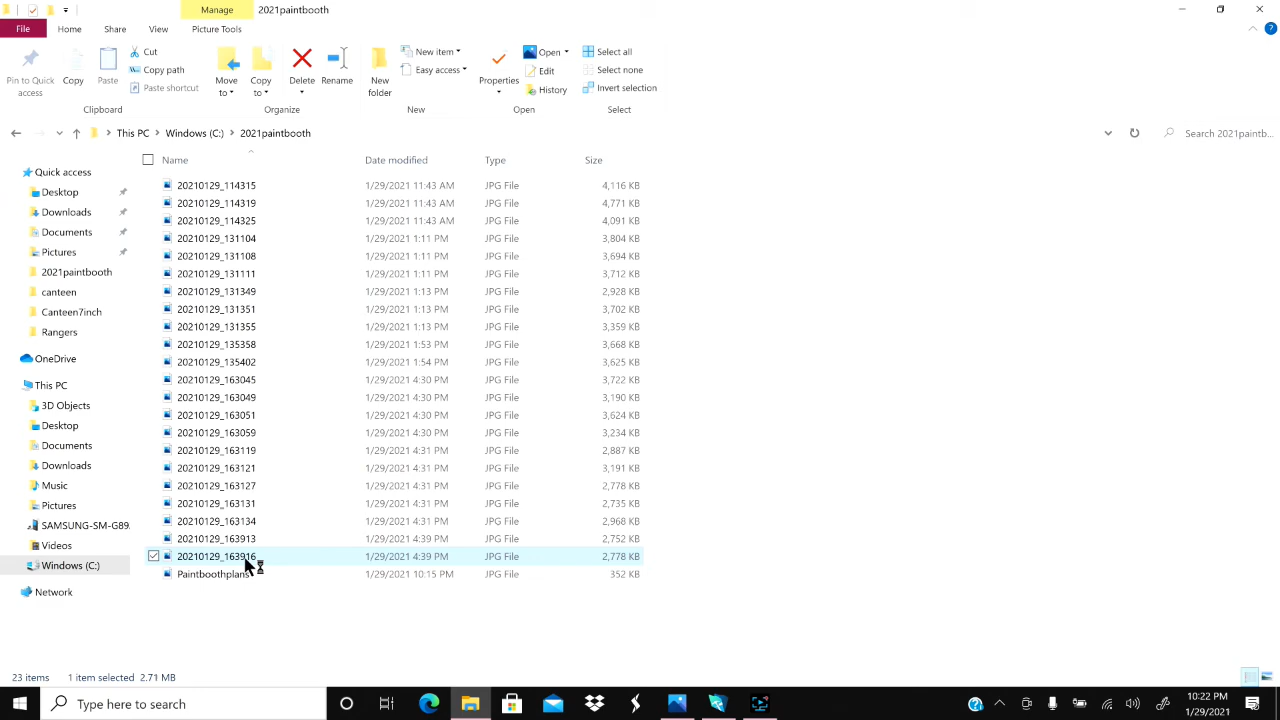 Manage
2021paintbooth
File
Home
Share
View
Picture Tools
Pin to Quick access
Copy
Paste
Cut
Copy path
Paste shortcut
Clipboard
Move to
Copy to
Delete
Rename
Organize
New folder
New item
Easy access
New
Properties
Open
Edit
History
Open
Select all
Select none
Invert selection
Select
This PC > Windows (C:) > 2021paintbooth
Search 2021paintb...
Name Date modified Type Size
20210129_114315 1/29/2021 11:43 AM JPG File 4,116 KB
20210129_114319 1/29/2021 11:43 AM JPG File 4,771 KB
20210129_114325 1/29/2021 11:43 AM JPG File 4,091 KB
20210129_131104 1/29/2021 1:11 PM JPG File 3,804 KB
20210129_131108 1/29/2021 1:11 PM JPG File 3,694 KB
20210129_131111 1/29/2021 1:11 PM JPG File 3,712 KB
20210129_131349 1/29/2021 1:13 PM JPG File 2,928 KB
20210129_131351 1/29/2021 1:13 PM JPG File 3,702 KB
20210129_131355 1/29/2021 1:13 PM JPG File 3,359 KB
20210129_135358 1/29/2021 1:53 PM JPG File 3,668 KB
20210129_135402 1/29/2021 1:54 PM JPG File 3,625 KB
20210129_163045 1/29/2021 4:30 PM JPG File 3,722 KB
20210129_163049 1/29/2021 4:30 PM JPG File 3,190 KB
20210129_163051 1/29/2021 4:30 PM JPG File 3,624 KB
20210129_163059 1/29/2021 4:30 PM JPG File 3,234 KB
20210129_163119 1/29/2021 4:31 PM JPG File 2,887 KB
20210129_163121 1/29/2021 4:31 PM JPG File 3,191 KB
20210129_163127 1/29/2021 4:31 PM JPG File 2,778 KB
20210129_163131 1/29/2021 4:31 PM JPG File 2,735 KB
20210129_163134 1/29/2021 4:31 PM JPG File 2,968 KB
20210129_163913 1/29/2021 4:39 PM JPG File 2,752 KB
20210129_163916 1/29/2021 4:39 PM JPG File 2,778 KB
Paintboothplans 1/29/2021 10:15 PM JPG File 352 KB
Quick access
Desktop
Downloads
Documents
Pictures
2021paintbooth
canteen
Canteen7inch
Rangers
OneDrive
This PC
3D Objects
Desktop
Documents
Downloads
Music
Pictures
SAMSUNG-SM-G89.
Videos
Windows (C:)
Network
23 items 1 item selected 2.71 MB
Type here to search
10:22 PM
1/29/2021